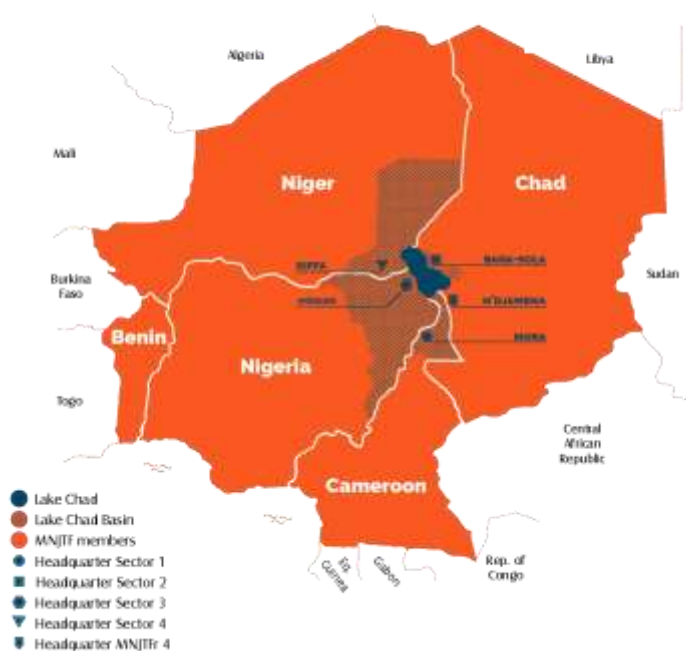 Algeria
Libya
Mali
Niger
Chad
DIFFA
BAGA-SOLA
Sudan
Burkina
Faso
N'DJAMENA
MORA
Benin
Nigeria
Togo
Central
African
Republic
Cameroon
Lake Chad
Lake Chad Basin
MNJTF members
Headquarter Sector 1
Headquarter Sector 2
Headquarter Sector 3
Headquarter Sector 4
Headquarter MNJTFr 4
Eq.
Guinea
Gabon
Rep. of
Congo